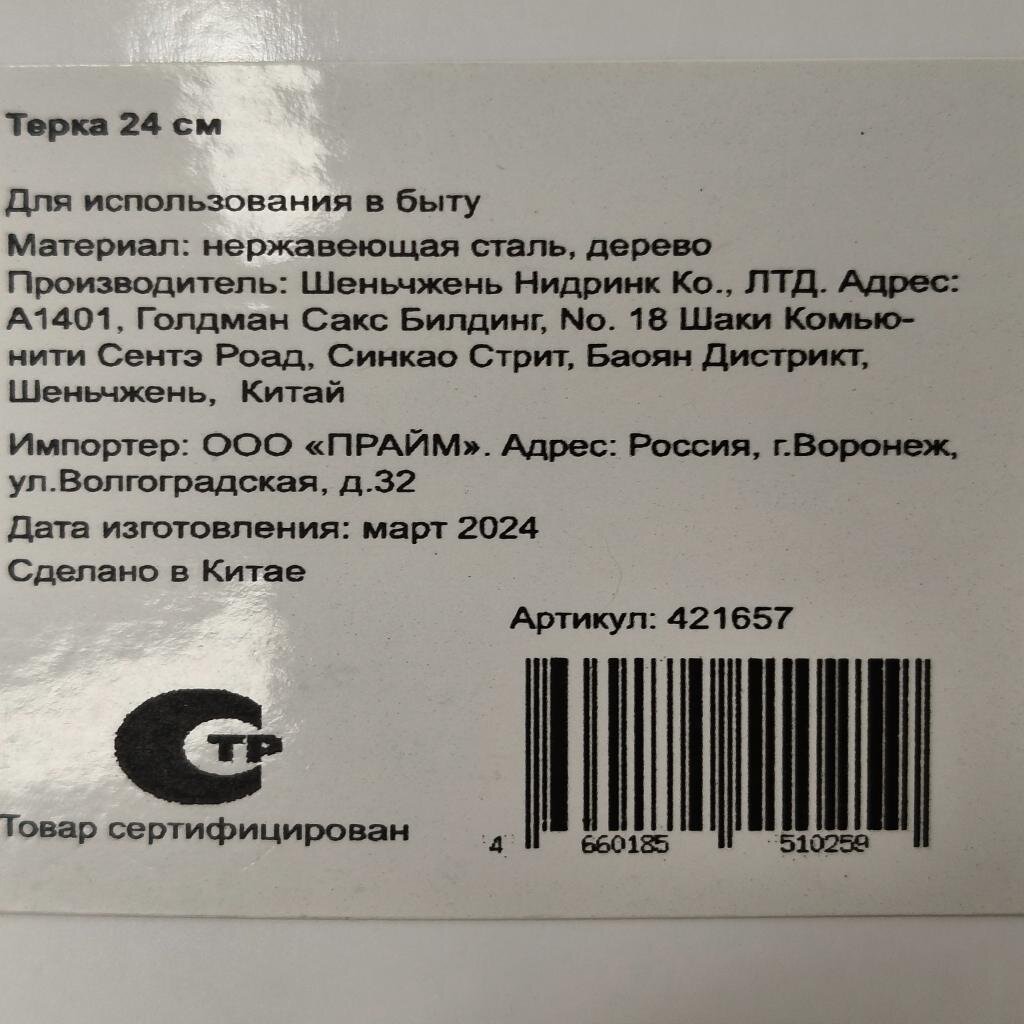 Терка 24 см
Для использования в быту
Материал: нержавеющая сталь, дерево
Производитель: Шеньчжень Нидринк Ко., ЛТД. Адрес:
А1401, Голдман Сакс Билдинг, No. 18 Шаки Комью-
нити Сентэ Роад, Синкао Стрит, Баоян Дистрикт,
Шеньчжень, Китай
Импортер: ООО «ПРАЙМ». Адрес: Россия, г.Воронеж,
ул.Волгоградская, д.32
Дата изготовления: март 2024
Сделано в Китае
Артикул: 421657
СТР
Товар сертифицирован
4 660185 510259